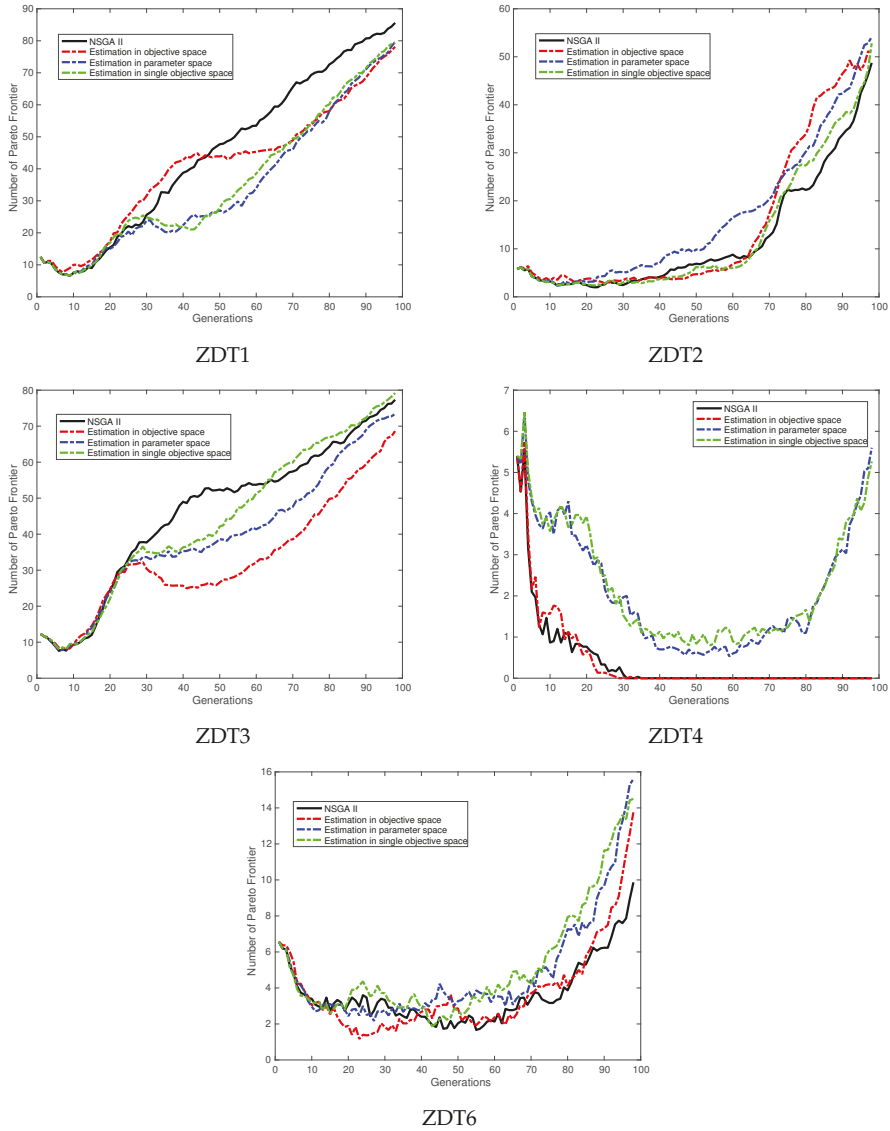 Number of Pareto Frontier
90
80
70
60
50
40
30
20
10
0
NSGA II
Estimation in objective space
Estimation in parameter space
Estimation in single objective space
0 10 20 30 40 50 60 70 80 90 100
Generations
ZDT1
Number of Pareto Frontier
60
50
40
30
20
10
0
NSGA II
Estimation in objective space
Estimation in parameter space
Estimation in single objective space
0 10 20 30 40 50 60 70 80 90 100
Generations
ZDT2
Number of Pareto Frontier
80
70
60
50
40
30
20
10
0
NSGA II
Estimation in objective space
Estimation in parameter space
Estimation in single objective space
0 10 20 30 40 50 60 70 80 90 100
Generations
ZDT3
Number of Pareto Frontier
7
6
5
4
3
2
1
0
NSGA II
Estimation in objective space
Estimation in parameter space
Estimation in single objective space
0 10 20 30 40 50 60 70 80 90 100
Generations
ZDT4
Number of Pareto Frontier
16
14
12
10
8
6
4
2
0
NSGA II
Estimation in objective space
Estimation in parameter space
Estimation in single objective space
0 10 20 30 40 50 60 70 80 90 100
Generations
ZDT6